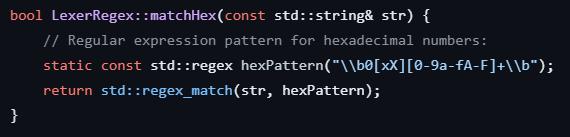 bool LexerRegex::matchHex(const std::string& str) {
    // Regular expression pattern for hexadecimal numbers:
    static const std::regex hexPattern("\\b0[xX][0-9a-fA-F]+\\b");
    return std::regex_match(str, hexPattern);
}